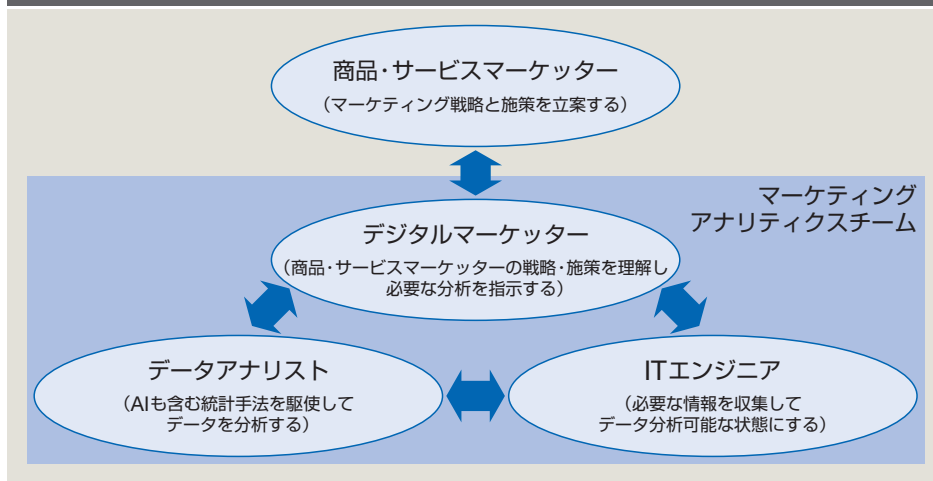 商品・サービスマーケッター
（マーケティング戦略と施策を立案する）
マーケティング
アナリティクスチーム
デジタルマーケッター
（商品・サービスマーケッターの戦略・施策を理解し
必要な分析を指示する）
データアナリスト
（AIも含む統計手法を駆使して
データを分析する）
ITエンジニア
（必要な情報を収集して
データ分析可能な状態にする）